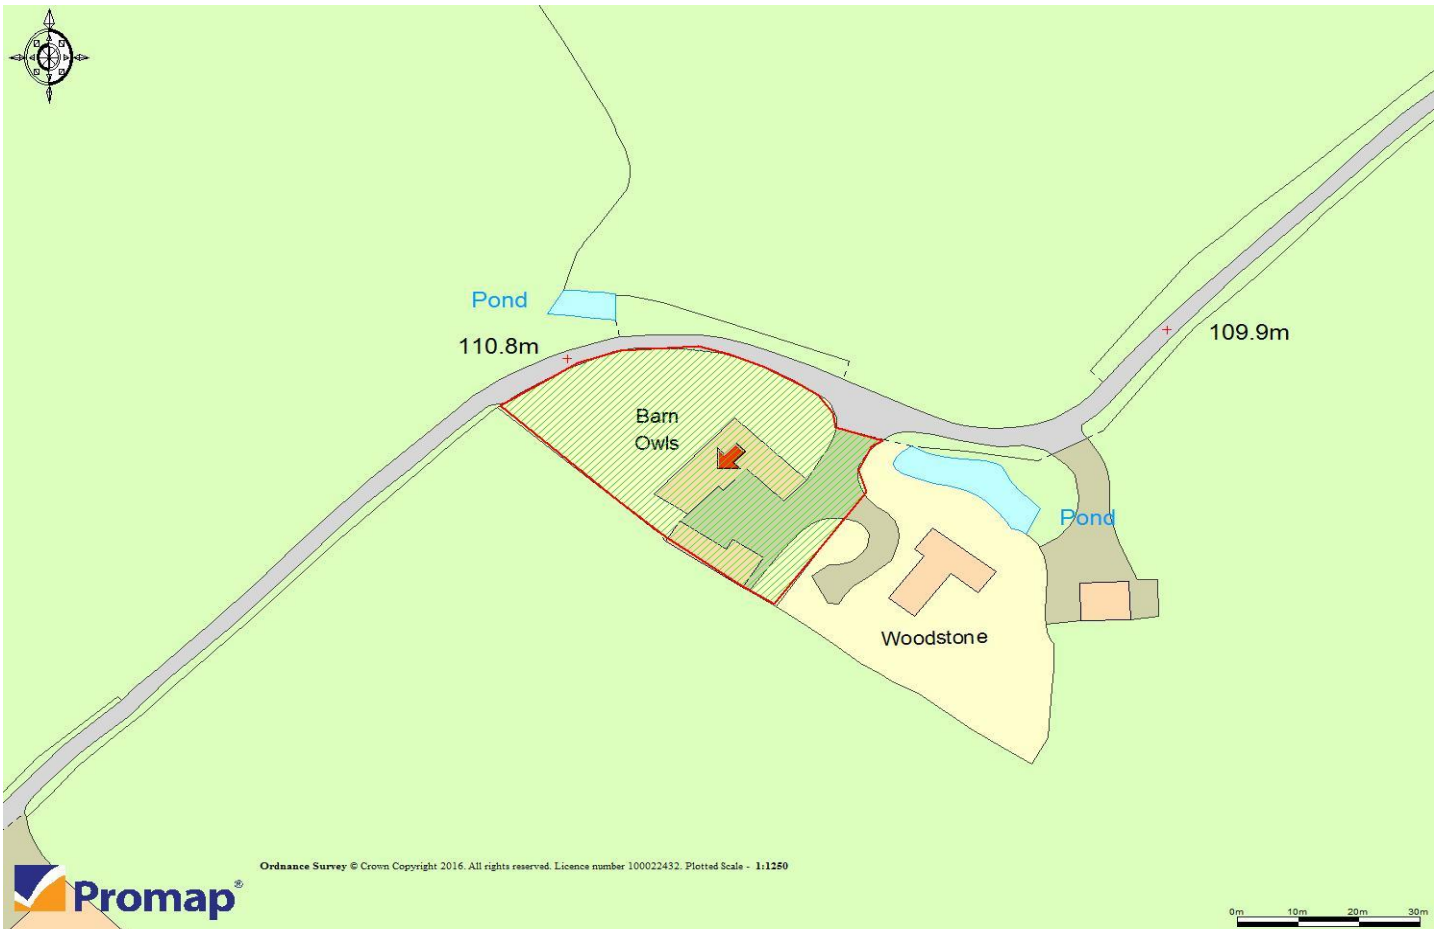 Pond
110.8m
109.9m
Barn
Owls
Pond
Woodstone
Ordnance Survey © Crown Copyright 2016. All rights reserved. Licence number 100022432. Plotted Scale - 1:1250
Promap®
0m 10m 20m 30m